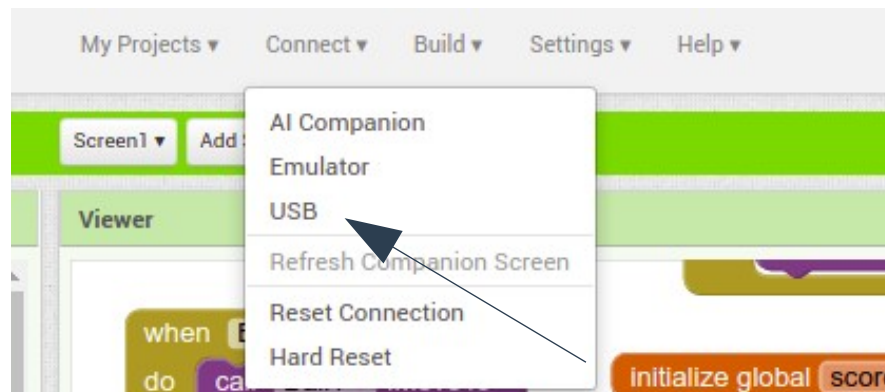 My Projects ▾ Connect ▾ Build ▾ Settings ▾ Help ▾
AI Companion
Screen1 ▾ Add
Emulator
USB
Viewer
Refresh Companion Screen
Reset Connection
when
Hard Reset
do
initialize global